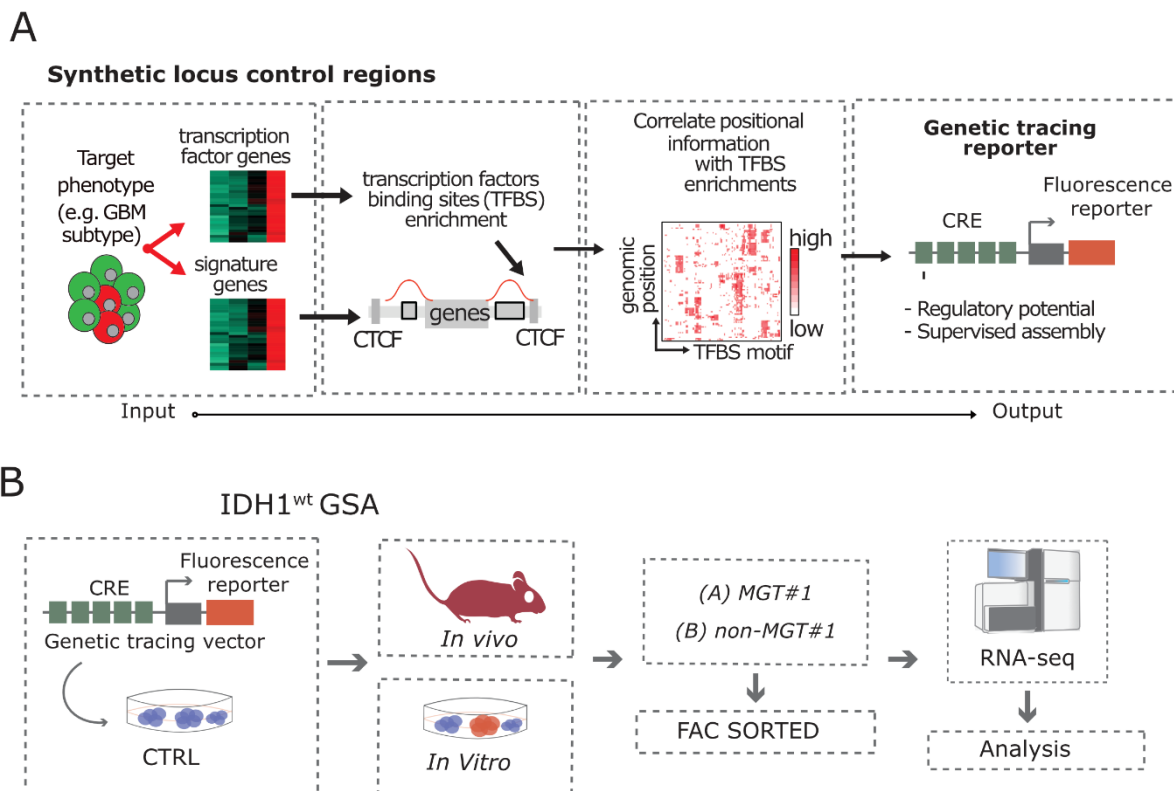 A
Synthetic locus control regions
Target
phenotype
(e.g. GBM
subtype)
transcription
factor genes
signature
genes
transcription factors
binding sites (TFBS)
enrichment
genes
CTCF
CTCF
Correlate positional
information
with TFBS
enrichments
genomic
position
TFBS motif
high
low
Genetic tracing
reporter
Fluorescence
reporter
CRE
- Regulatory potential
- Supervised assembly
Input
Output
B
IDH1wt GSA
Fluorescence
reporter
CRE
Genetic tracing vector
CTRL
In vivo
In Vitro
(A) MGT#1
(B) non-MGT#1
FAC SORTED
RNA-seq
Analysis